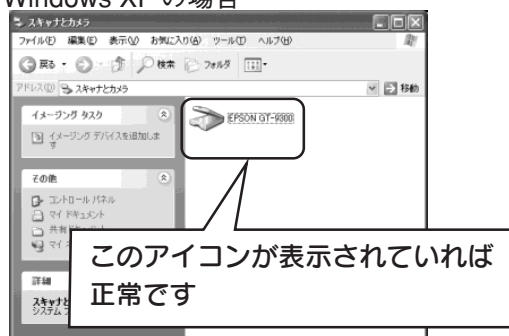 Windows XP の場合
スキャナとカメラ
ファイル(F) 編集(E) 表示(V) お気に入り(A) ツール(T) ヘルプ(H)
戻る 検索 フォルダ
アドレス(D) スキャナとカメラ 移動
イメージング タスク
イメージング デバイスを追加しま
す
EPSON GT-9300
その他
コントロール パネル
マイ ドキュメント
共有
マイ
このアイコンが表示されていれば
正常です
詳細
スキャナと
システム